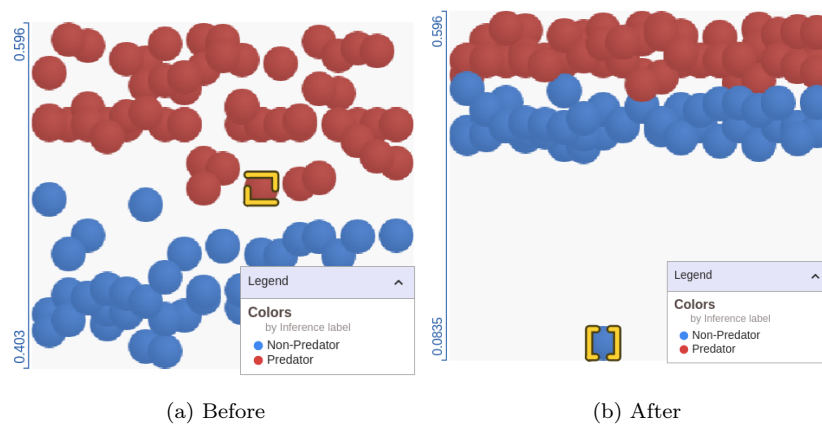 0.596
0.403
Legend
Colors
by Inference label
Non-Predator
Predator
(a) Before
0.596
0.0835
Legend
Colors
by Inference label
Non-Predator
Predator
(b) After